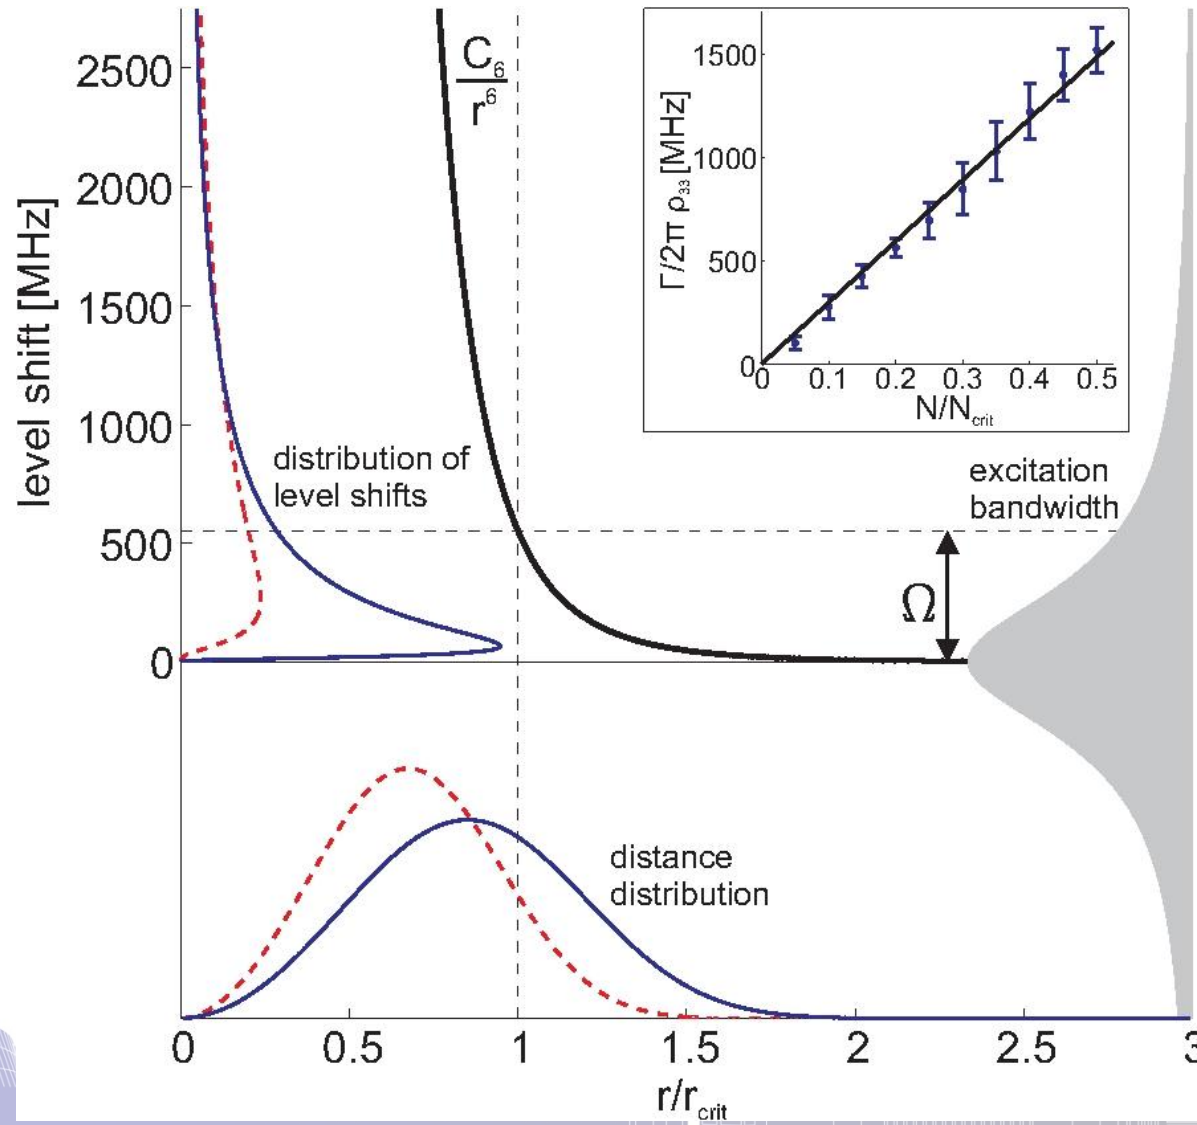 2500
2000
1500
1000
500
0
level shift [MHz]
C₆
r⁶
distribution of
level shifts
1500
1000
500
0
Γ/2π ρ₃₃ [MHz]
0 0.1 0.2 0.3 0.4 0.5
N/N_crit
excitation
bandwidth
Ω
distance
distribution
0 0.5 1 1.5 2 2.5 3
r/r_crit